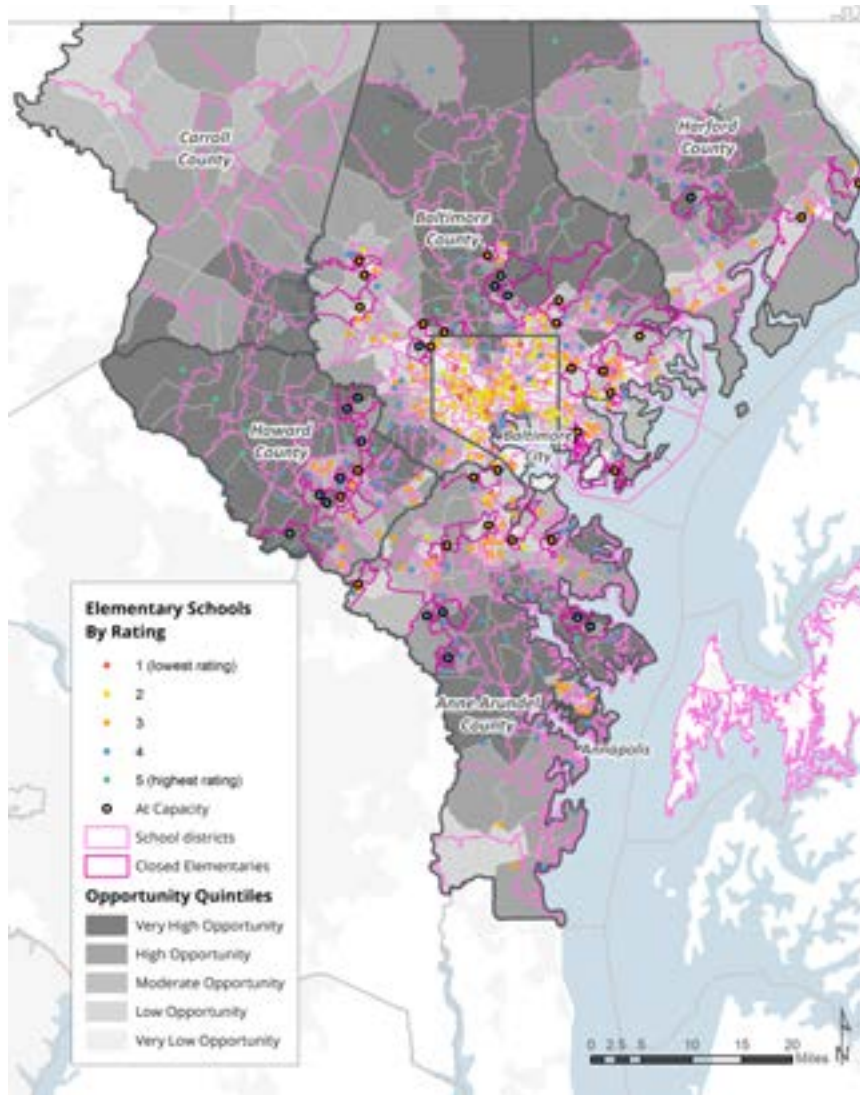 Carroll
County
Harford
County
Baltimore
County
Howard
County
Baltimore
City
Anne Arundel
County
Annapolis
Elementary Schools
By Rating
1 (lowest rating)
2
3
4
5 (highest rating)
At Capacity
School districts
Closed Elementaries
Opportunity Quintiles
Very High Opportunity
High Opportunity
Moderate Opportunity
Low Opportunity
Very Low Opportunity
0 2.5 5 10 15 20
Miles
N